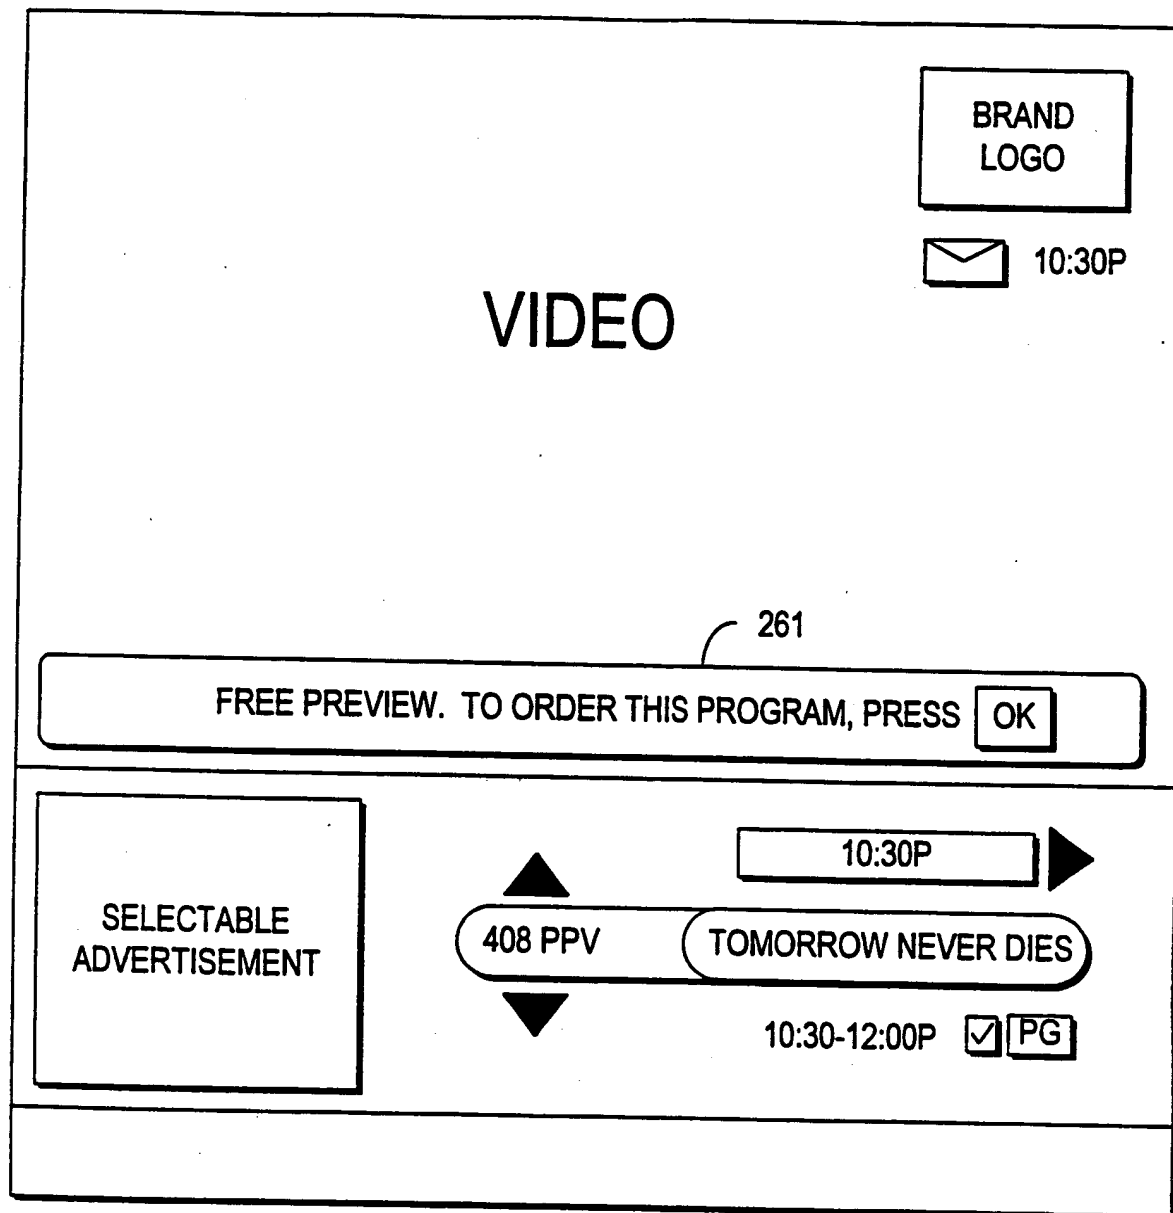 BRAND
LOGO
10:30P
VIDEO
261
FREE PREVIEW. TO ORDER THIS PROGRAM, PRESS OK
SELECTABLE
ADVERTISEMENT
10:30P
408 PPV TOMORROW NEVER DIES
10:30-12:00P PG